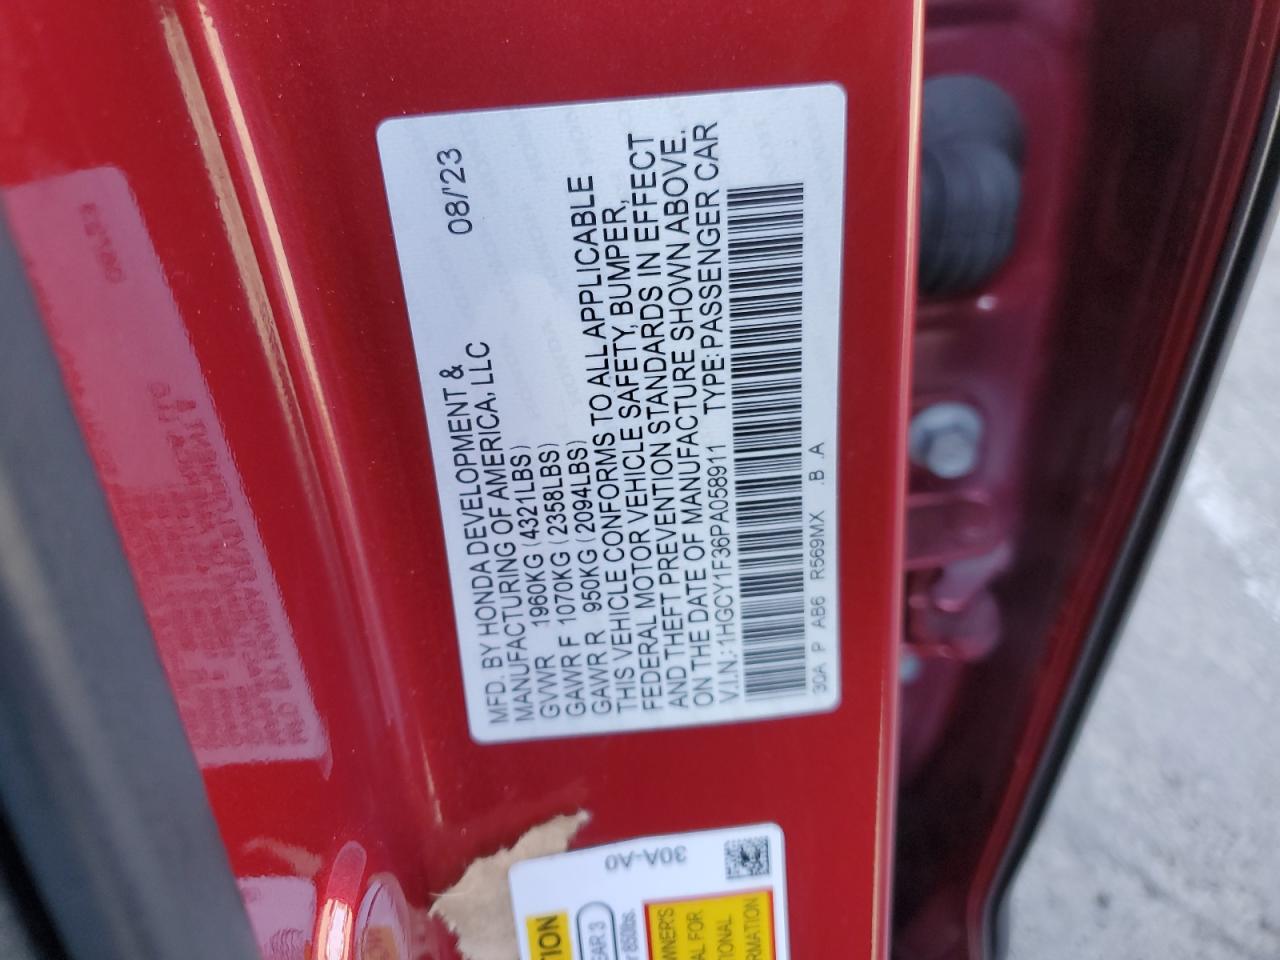 08/'23
MFD. BY HONDA DEVELOPMENT &
MANUFACTURING OF AMERICA, LLC
GVWR 1960KG (4321LBS)
GAWR F 1070KG (2358LBS)
GAWR R 950KG (2094LBS)
THIS VEHICLE CONFORMS TO ALL APPLICABLE
FEDERAL MOTOR VEHICLE SAFETY, BUMPER,
AND THEFT PREVENTION STANDARDS IN EFFECT
ON THE DATE OF MANUFACTURE SHOWN ABOVE.
V.I.N.: 1HGCY1F36PA058911 TYPE: PASSENGER CAR
30A P AB6 R569MX .B .A
30A-A0